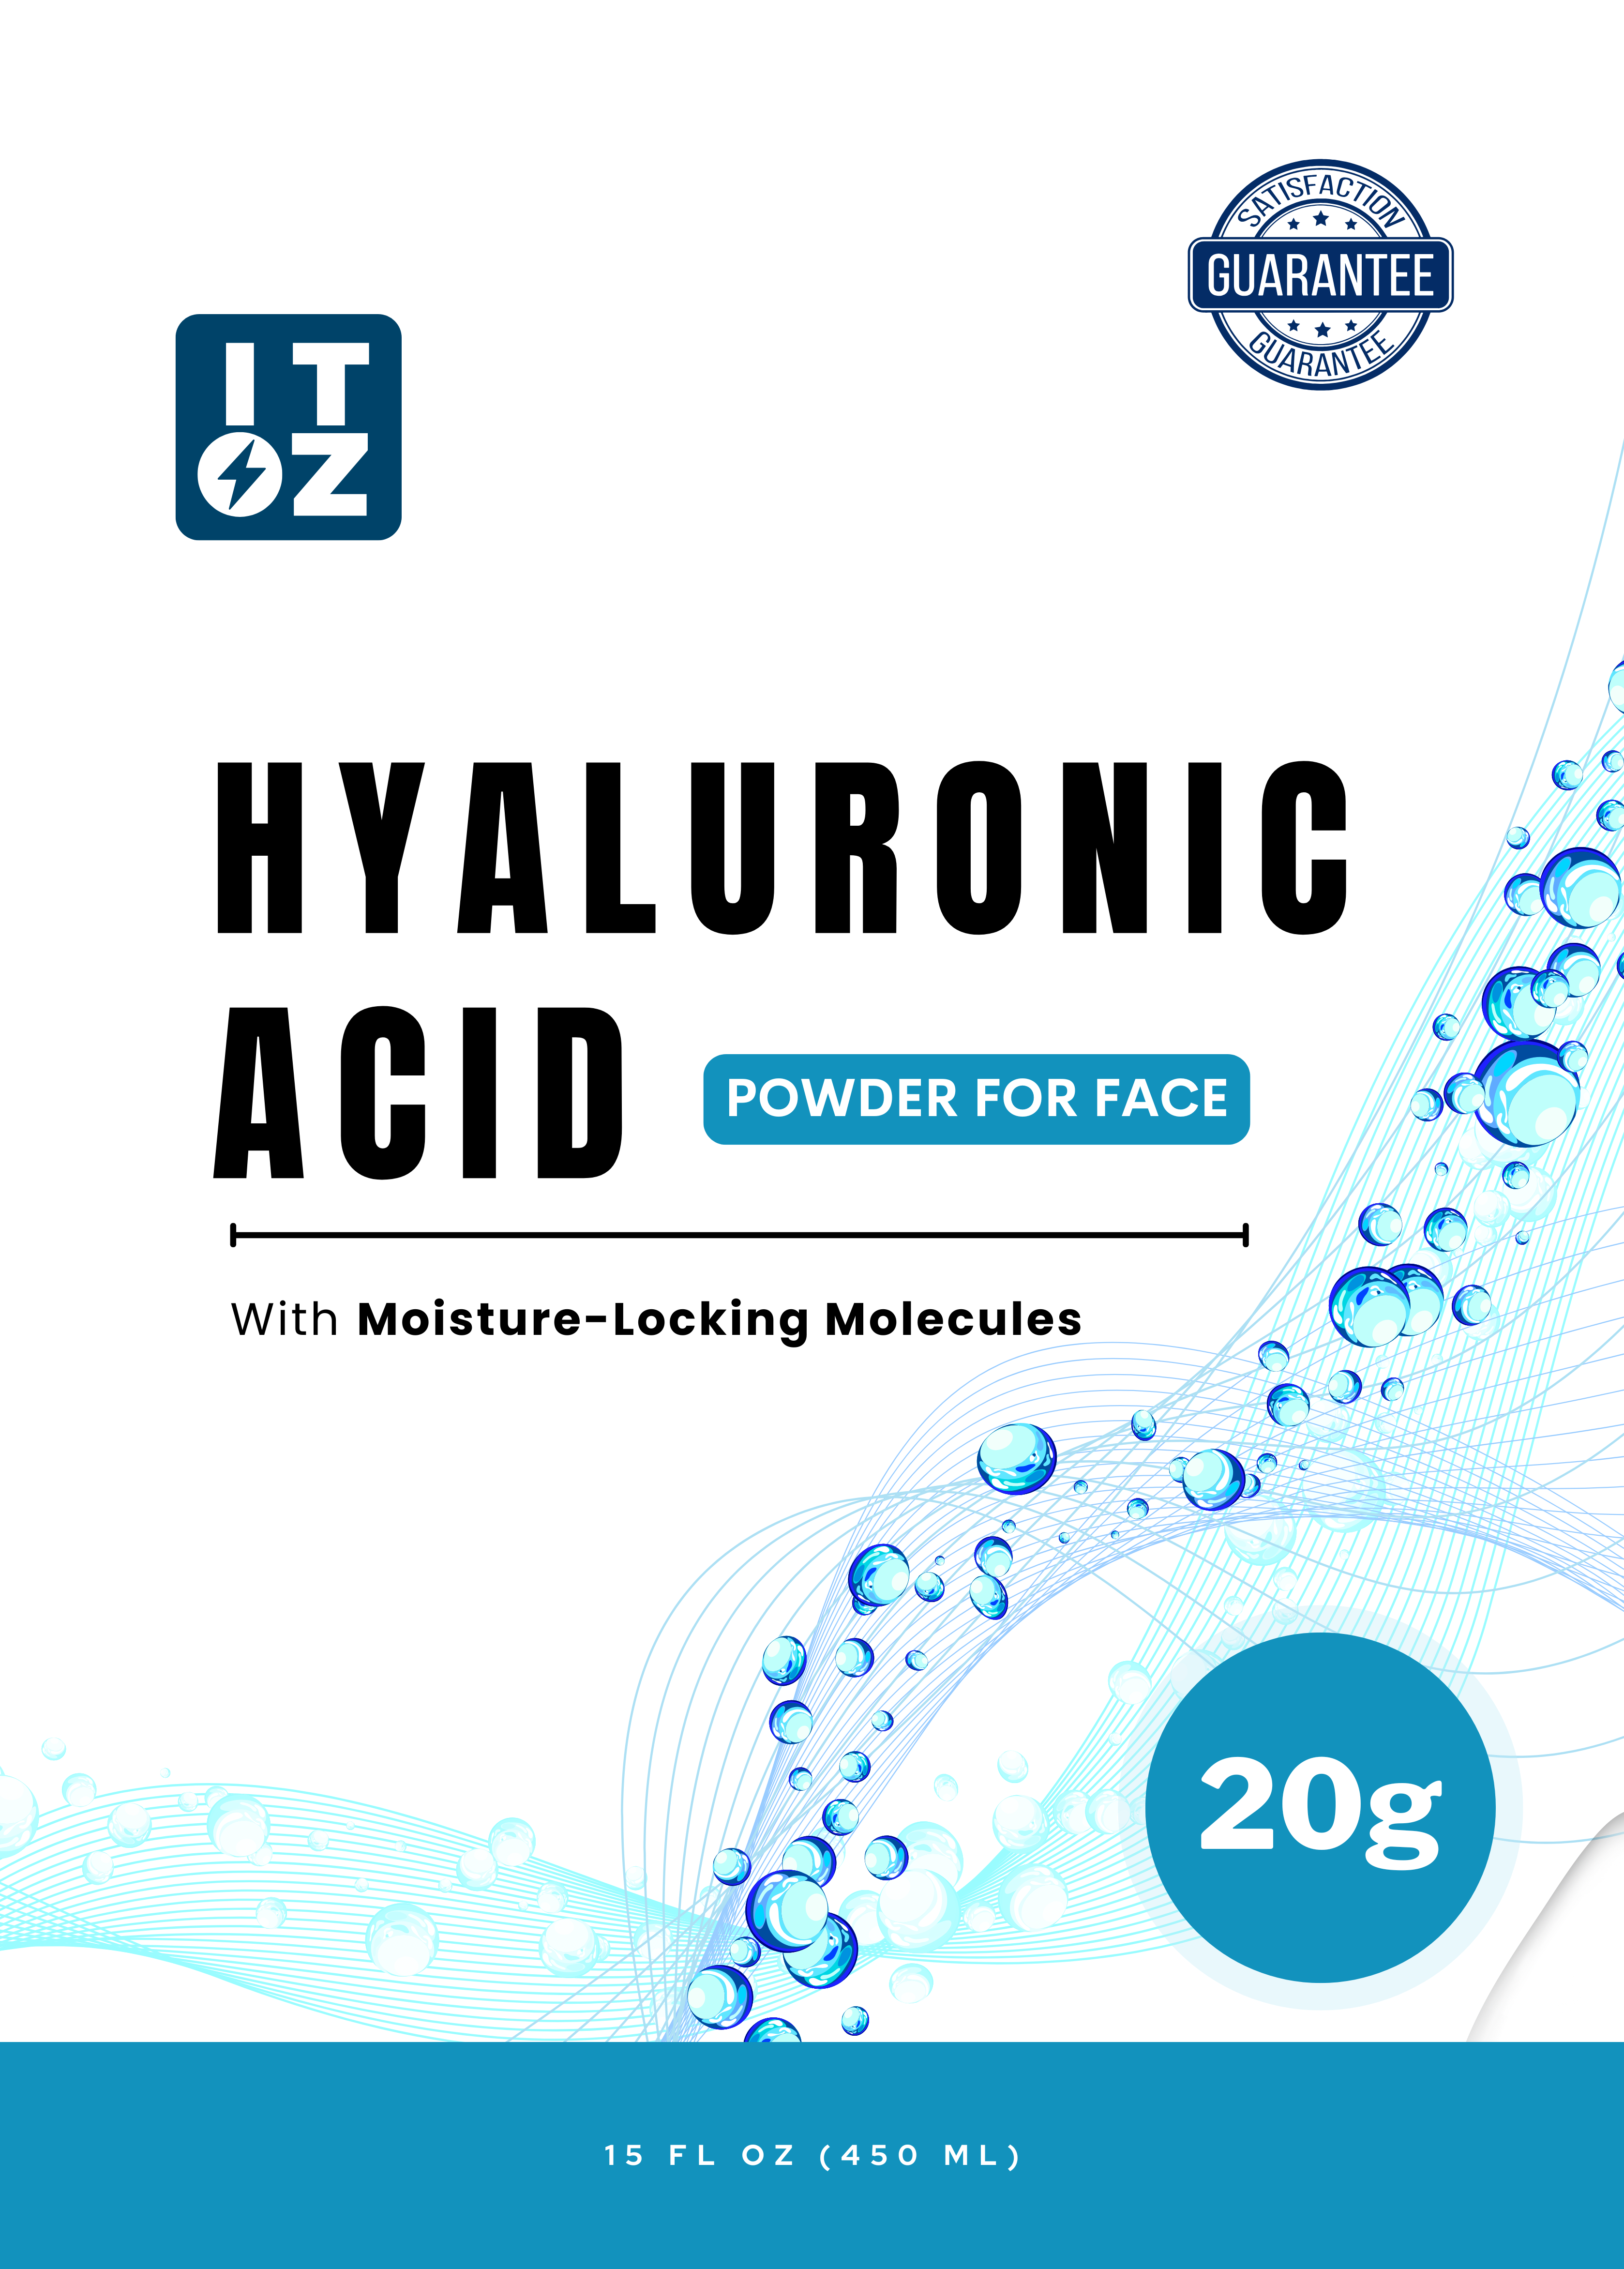 SATISFACTION
GUARANTEE
GUARANTEE
IT
OZ
HYALURONIC
ACID
POWDER FOR FACE
With Moisture-Locking Molecules
20g
15 FL OZ (450 ML)